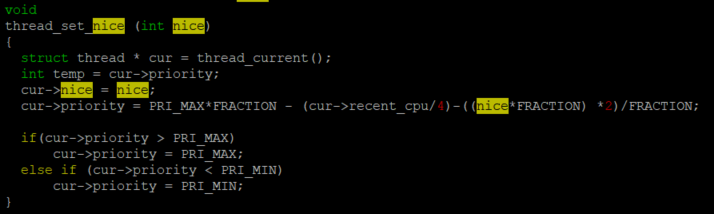 void
thread_set_nice (int nice)
{
  struct thread * cur = thread_current();
  int temp = cur->priority;
  cur->nice = nice;
  cur->priority = PRI_MAX*FRACTION - (cur->recent_cpu/4)-((nice*FRACTION) *2)/FRACTION;

  if(cur->priority > PRI_MAX)
      cur->priority = PRI_MAX;
  else if (cur->priority < PRI_MIN)
      cur->priority = PRI_MIN;
}